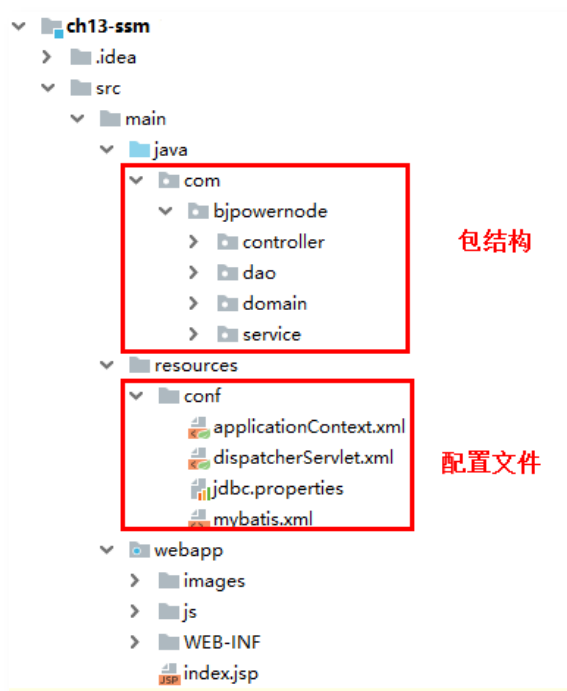 ch13-ssm
.idea
src
main
java
com
bjpowernode
包结构
controller
dao
domain
service
resources
conf
applicationContext.xml
dispatcherServlet.xml
配置文件
jdbc.properties
mybatis.xml
webapp
images
js
WEB-INF
JSP index.jsp